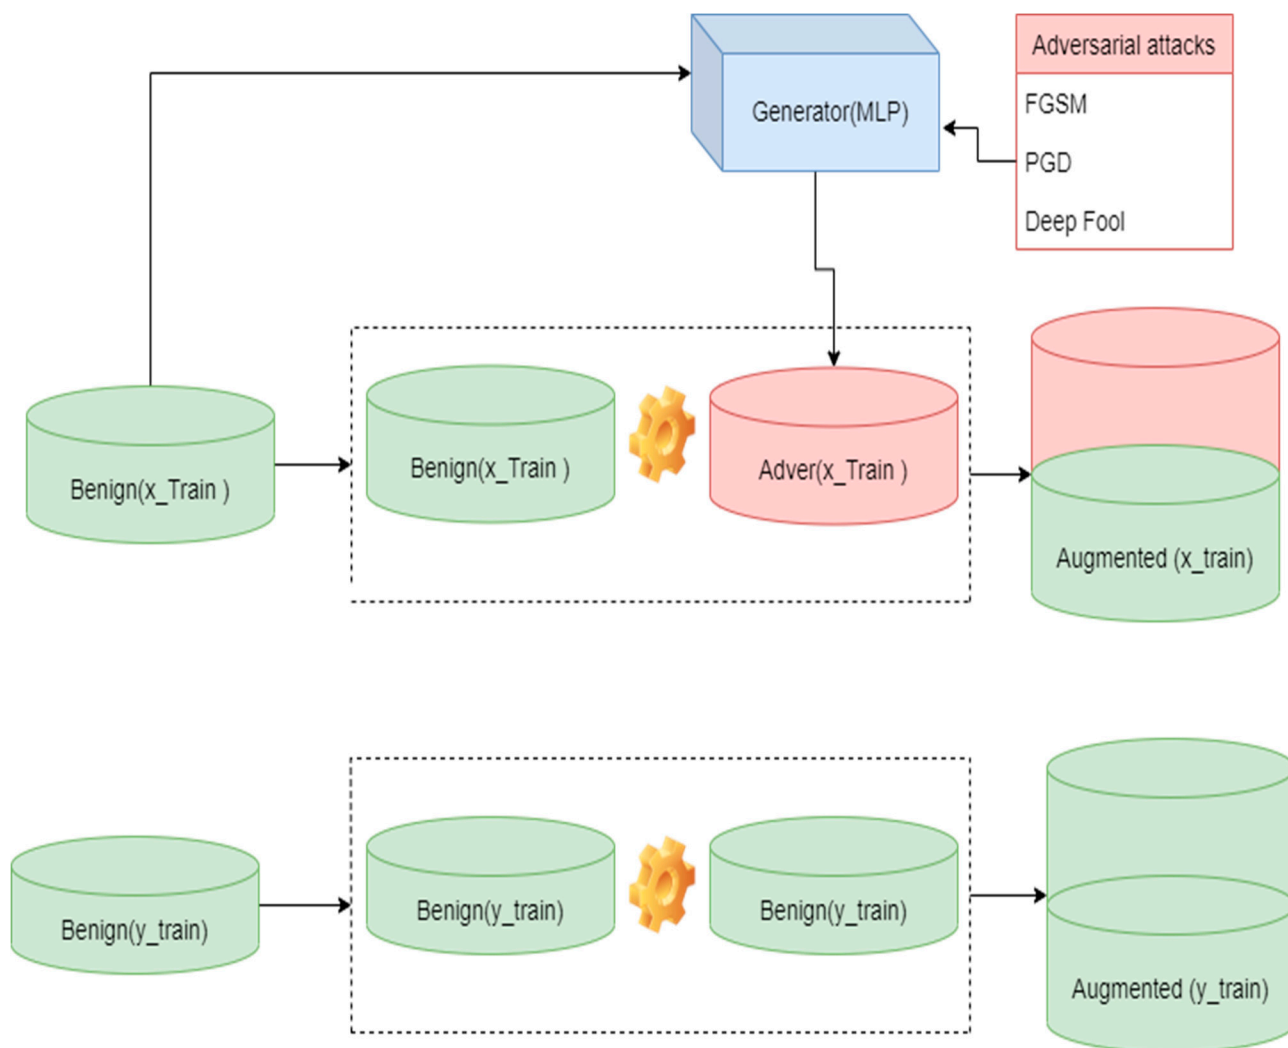 Adversarial attacks
Generator(MLP)
FGSM
PGD
Deep Fool
Benign(x_Train )
Benign(x_Train )
Adver(x_Train )
Augmented (x_train)
Benign(y_train)
Benign(y_train)
Benign(y_train)
Augmented (y_train)